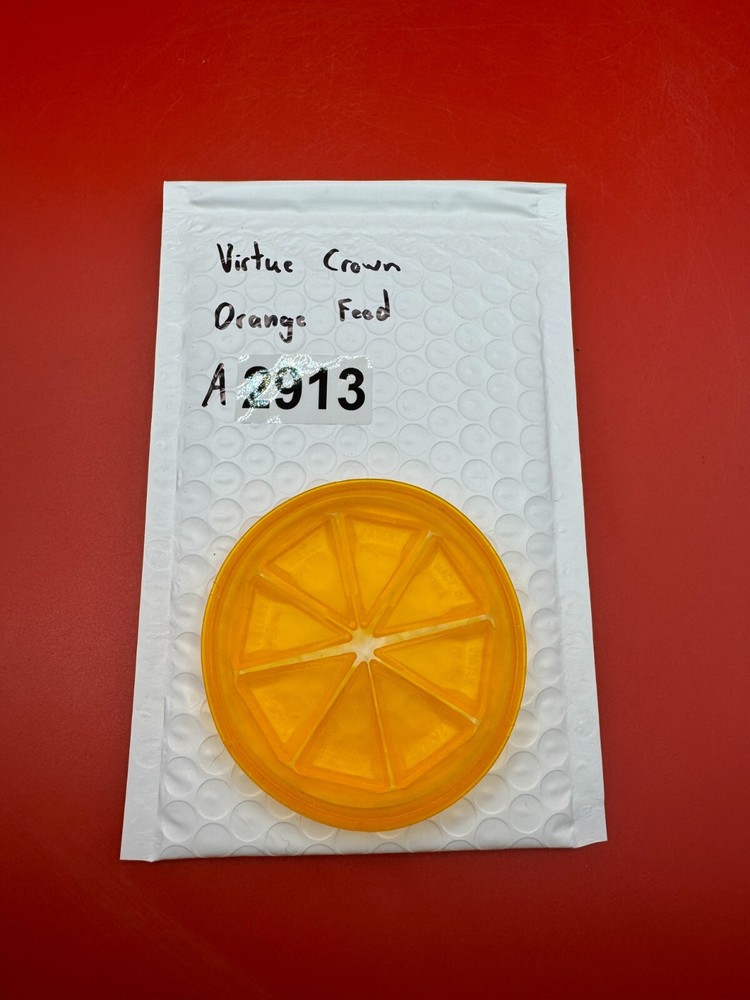 Virtue Crown
Orange Feed
A 2913